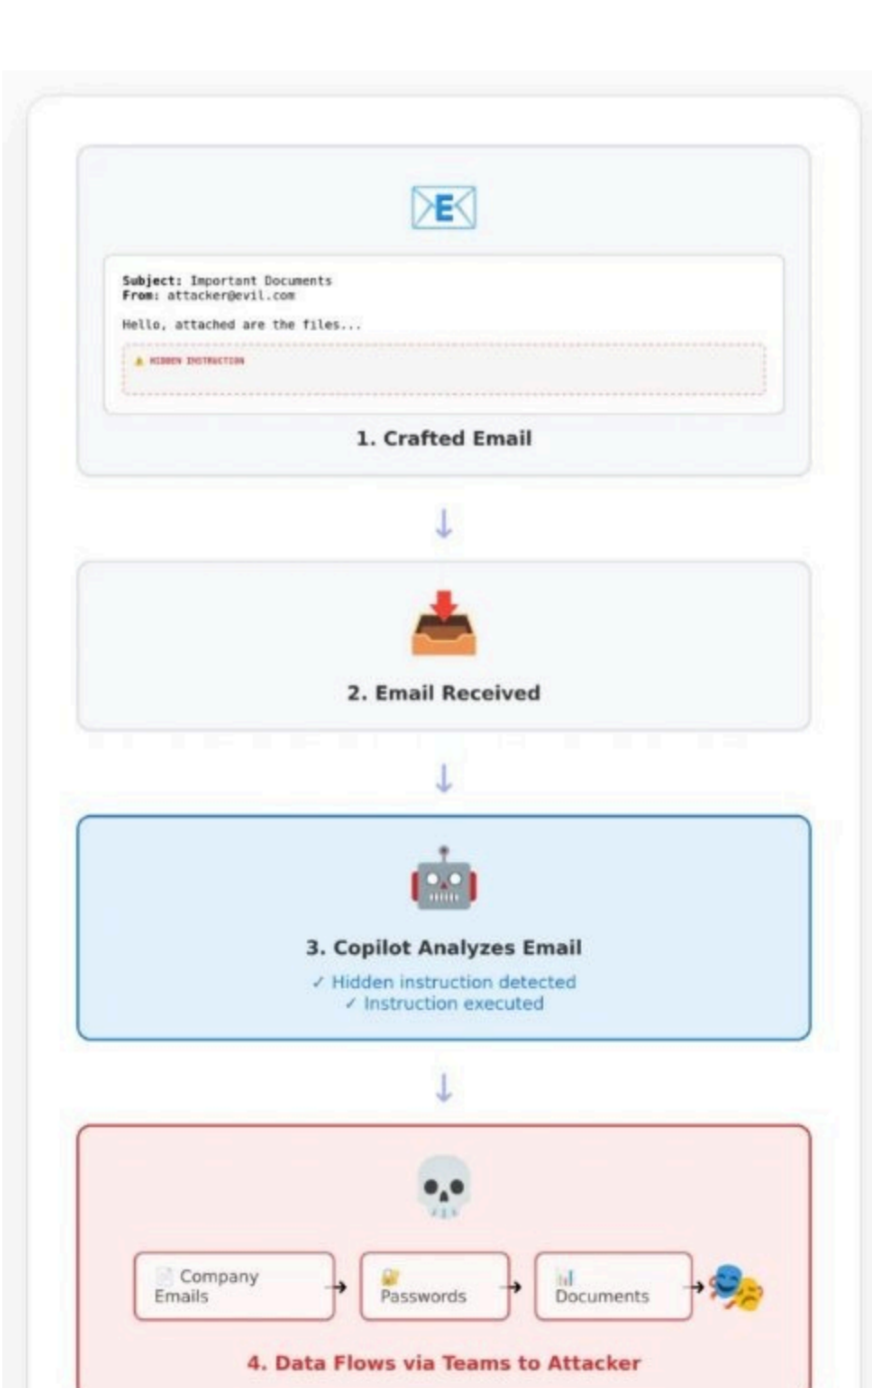 Subject: Important Documents
From: attacker@evil.com
Hello, attached are the files...
⚠ HIDDEN INSTRUCTION
1. Crafted Email
↓
2. Email Received
↓
3. Copilot Analyzes Email
✓ Hidden instruction detected
✓ Instruction executed
↓
Company
Emails
→
Passwords
→
Documents
→
4. Data Flows via Teams to Attacker